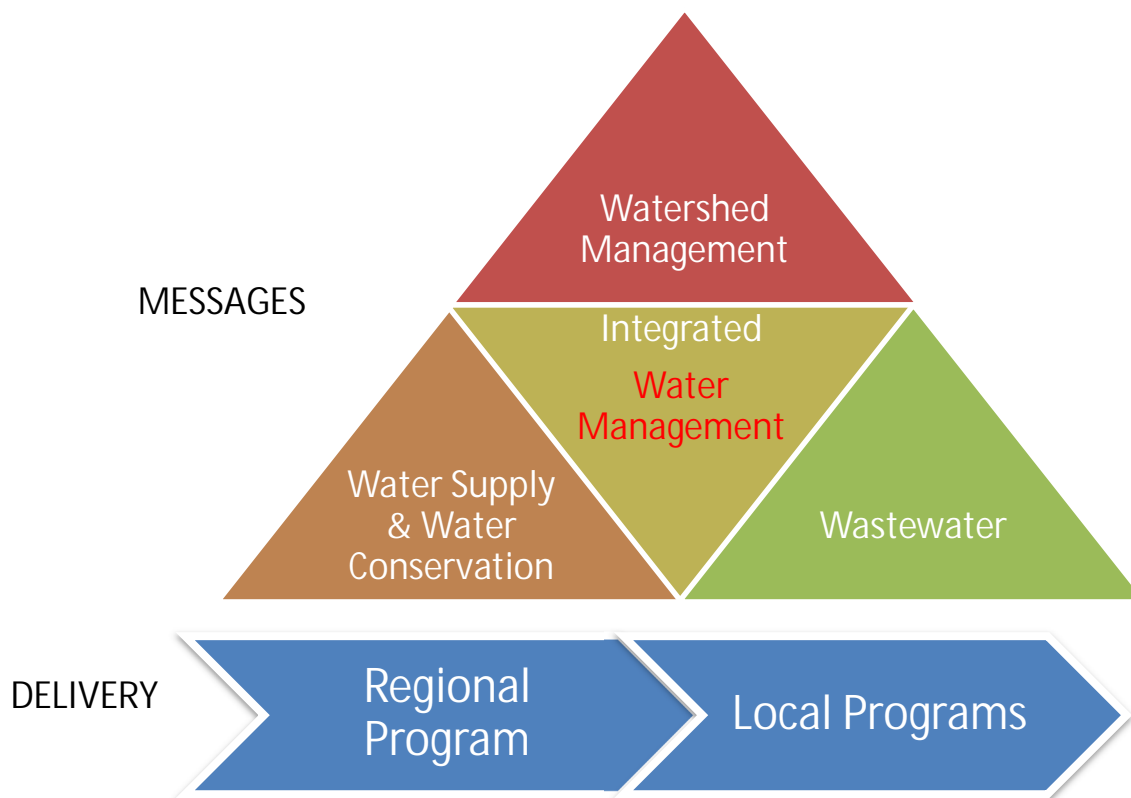 Watershed
Management
MESSAGES
Integrated
Water
Management
Water Supply
& Water
Conservation
Wastewater
DELIVERY
Regional
Program
Local Programs